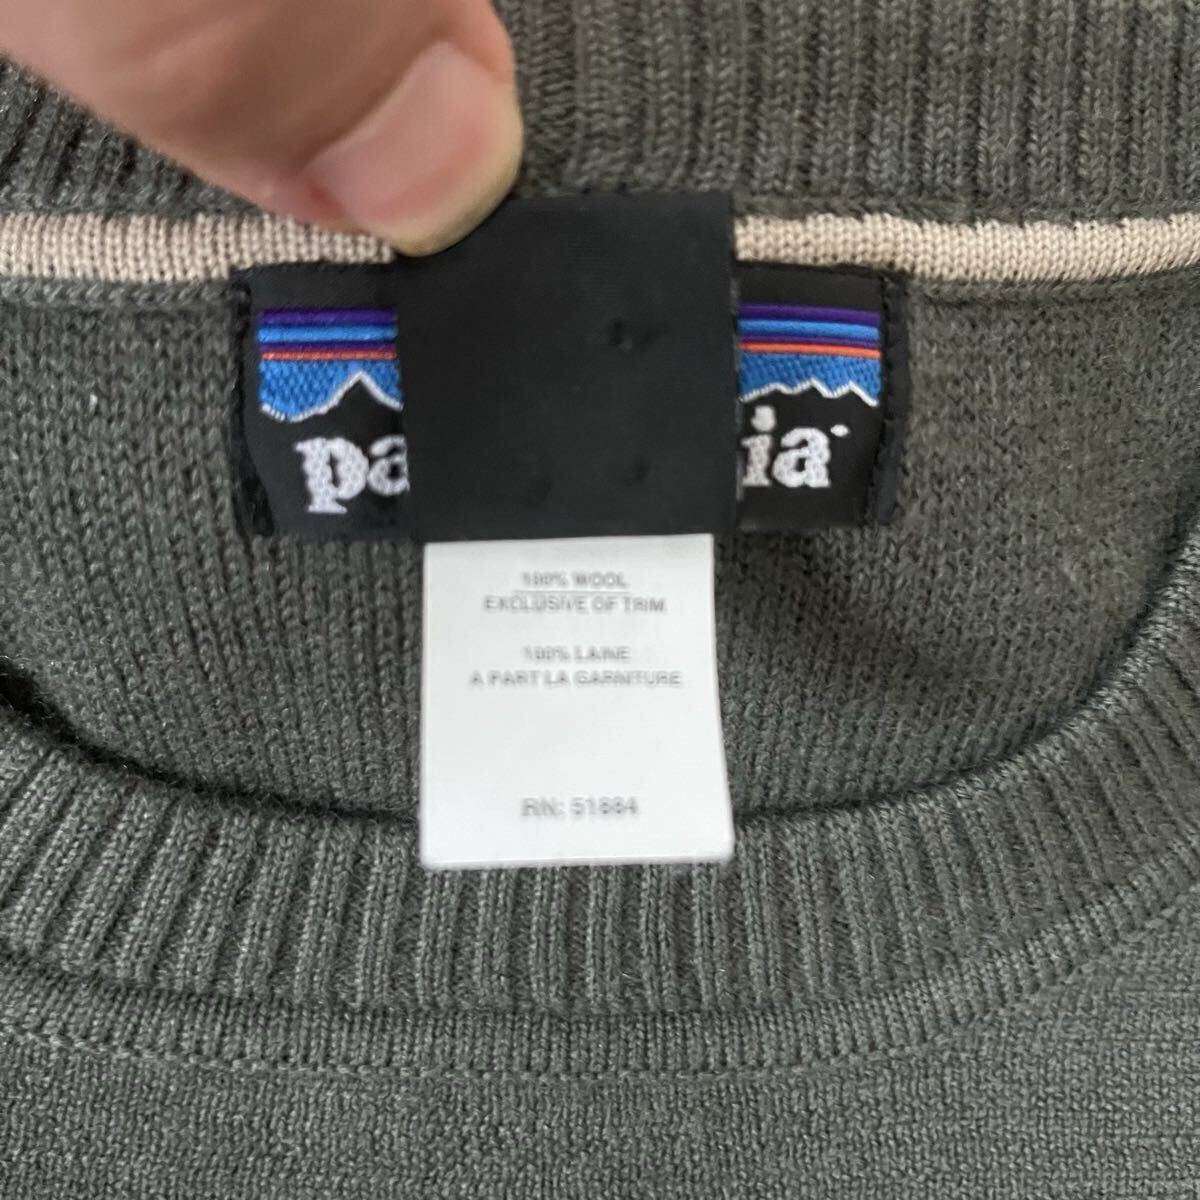 pa ia
100% WOOL
EXCLUSIVE OF TRIM
100% LAINE
A PART LA GARNITURE
RN: 51884